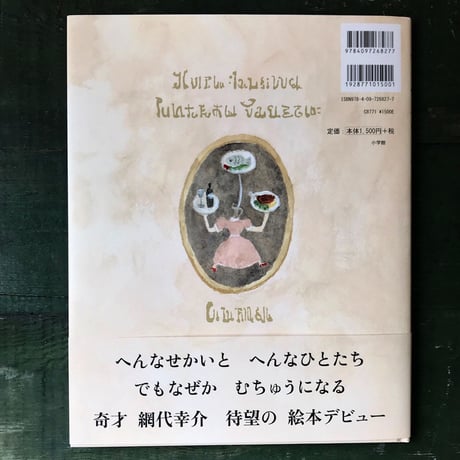 9784097268277
1928771015001
ISBN978-4-09-726827-7
C8771 ¥1500E
定価 本体1,500円+税
小学館
へんなせかいと へんなひとたち
でもなぜか むちゅうになる
奇才 網代幸介 待望の 絵本デビュー